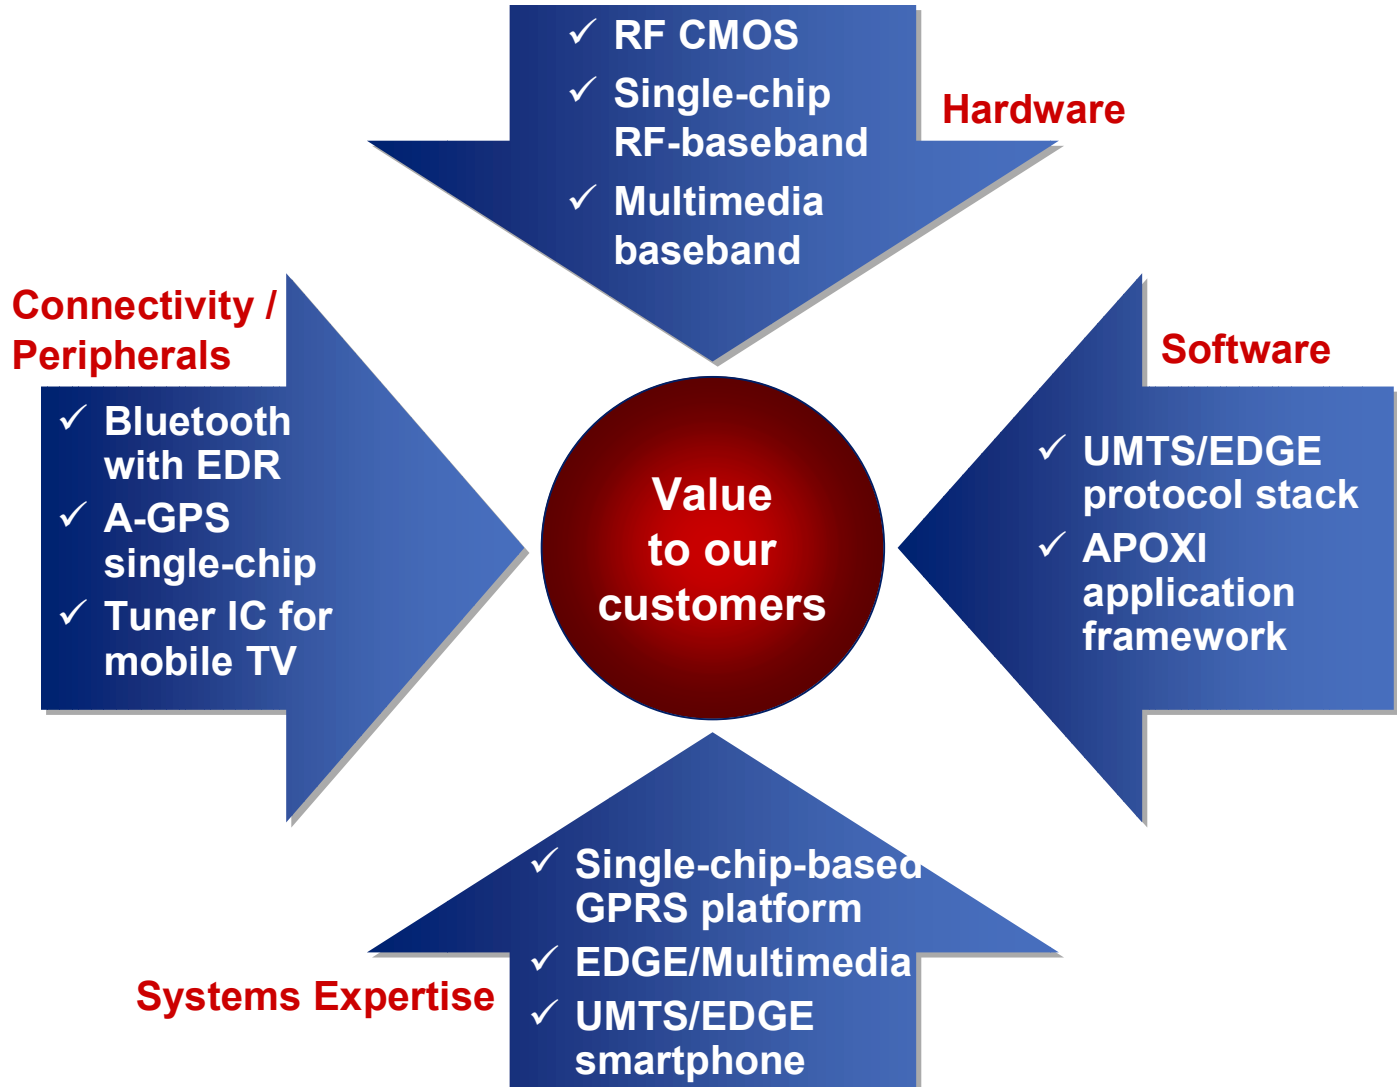 ✓ RF CMOS
✓ Single-chip
RF-baseband
✓ Multimedia
baseband
Hardware
Connectivity /
Peripherals
✓ Bluetooth
with EDR
✓ A-GPS
single-chip
✓ Tuner IC for
mobile TV
Value
to our
customers
Software
✓ UMTS/EDGE
protocol stack
✓ APOXI
application
framework
Systems Expertise
✓ Single-chip-based
GPRS platform
✓ EDGE/Multimedia
✓ UMTS/EDGE
smartphone